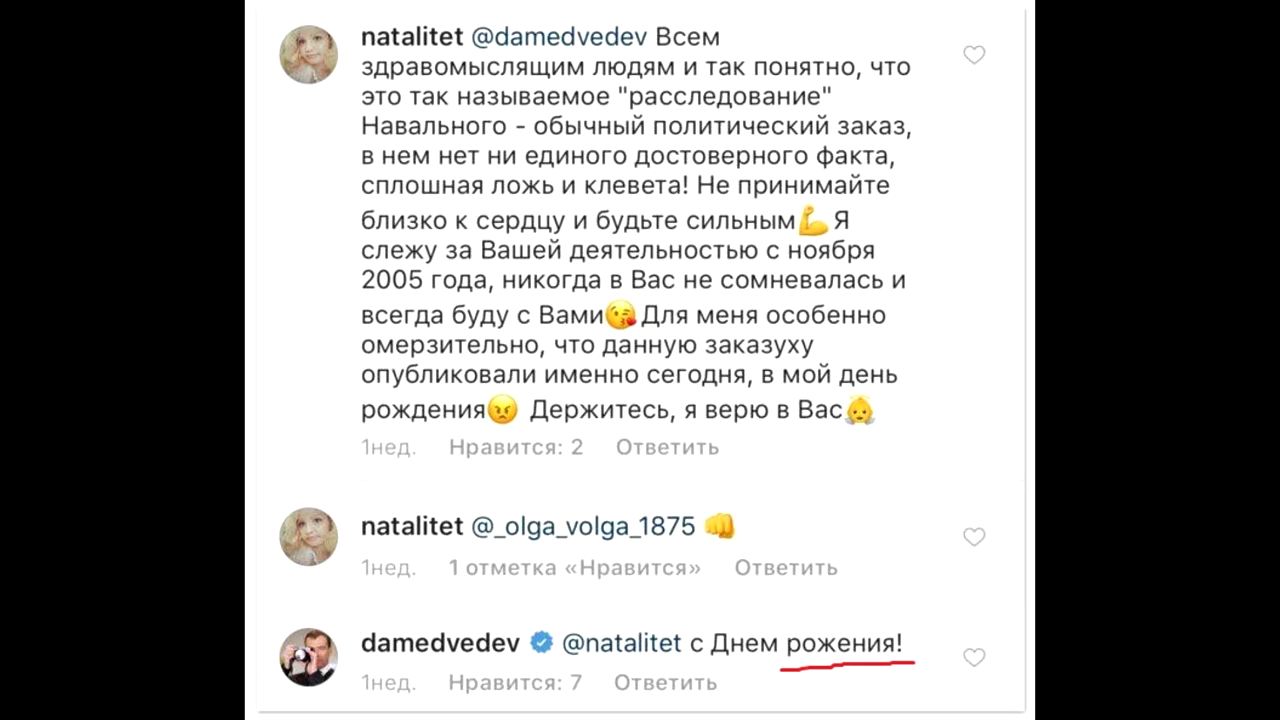 natalitet @damedvedev Всем
здравомыслящим людям и так понятно, что
это так называемое "расследование"
Навального - обычный политический заказ,
в нем нет ни единого достоверного факта,
сплошная ложь и клевета! Не принимайте
близко к сердцу и будьте сильным💪Я
слежу за Вашей деятельностью с ноября
2005 года, никогда в Вас не сомневалась и
всегда буду с Вами😘Для меня особенно
омерзительно, что данную заказуху
опубликовали именно сегодня, в мой день
рождения😠 Держитесь, я верю в Вас👼
1нед. Нравится: 2 Ответить
natalitet @_olga_volga_1875 👊
1нед. 1 отметка «Нравится» Ответить
damedvedev @natalitet с Днем рожения!
1нед. Нравится: 7 Ответить